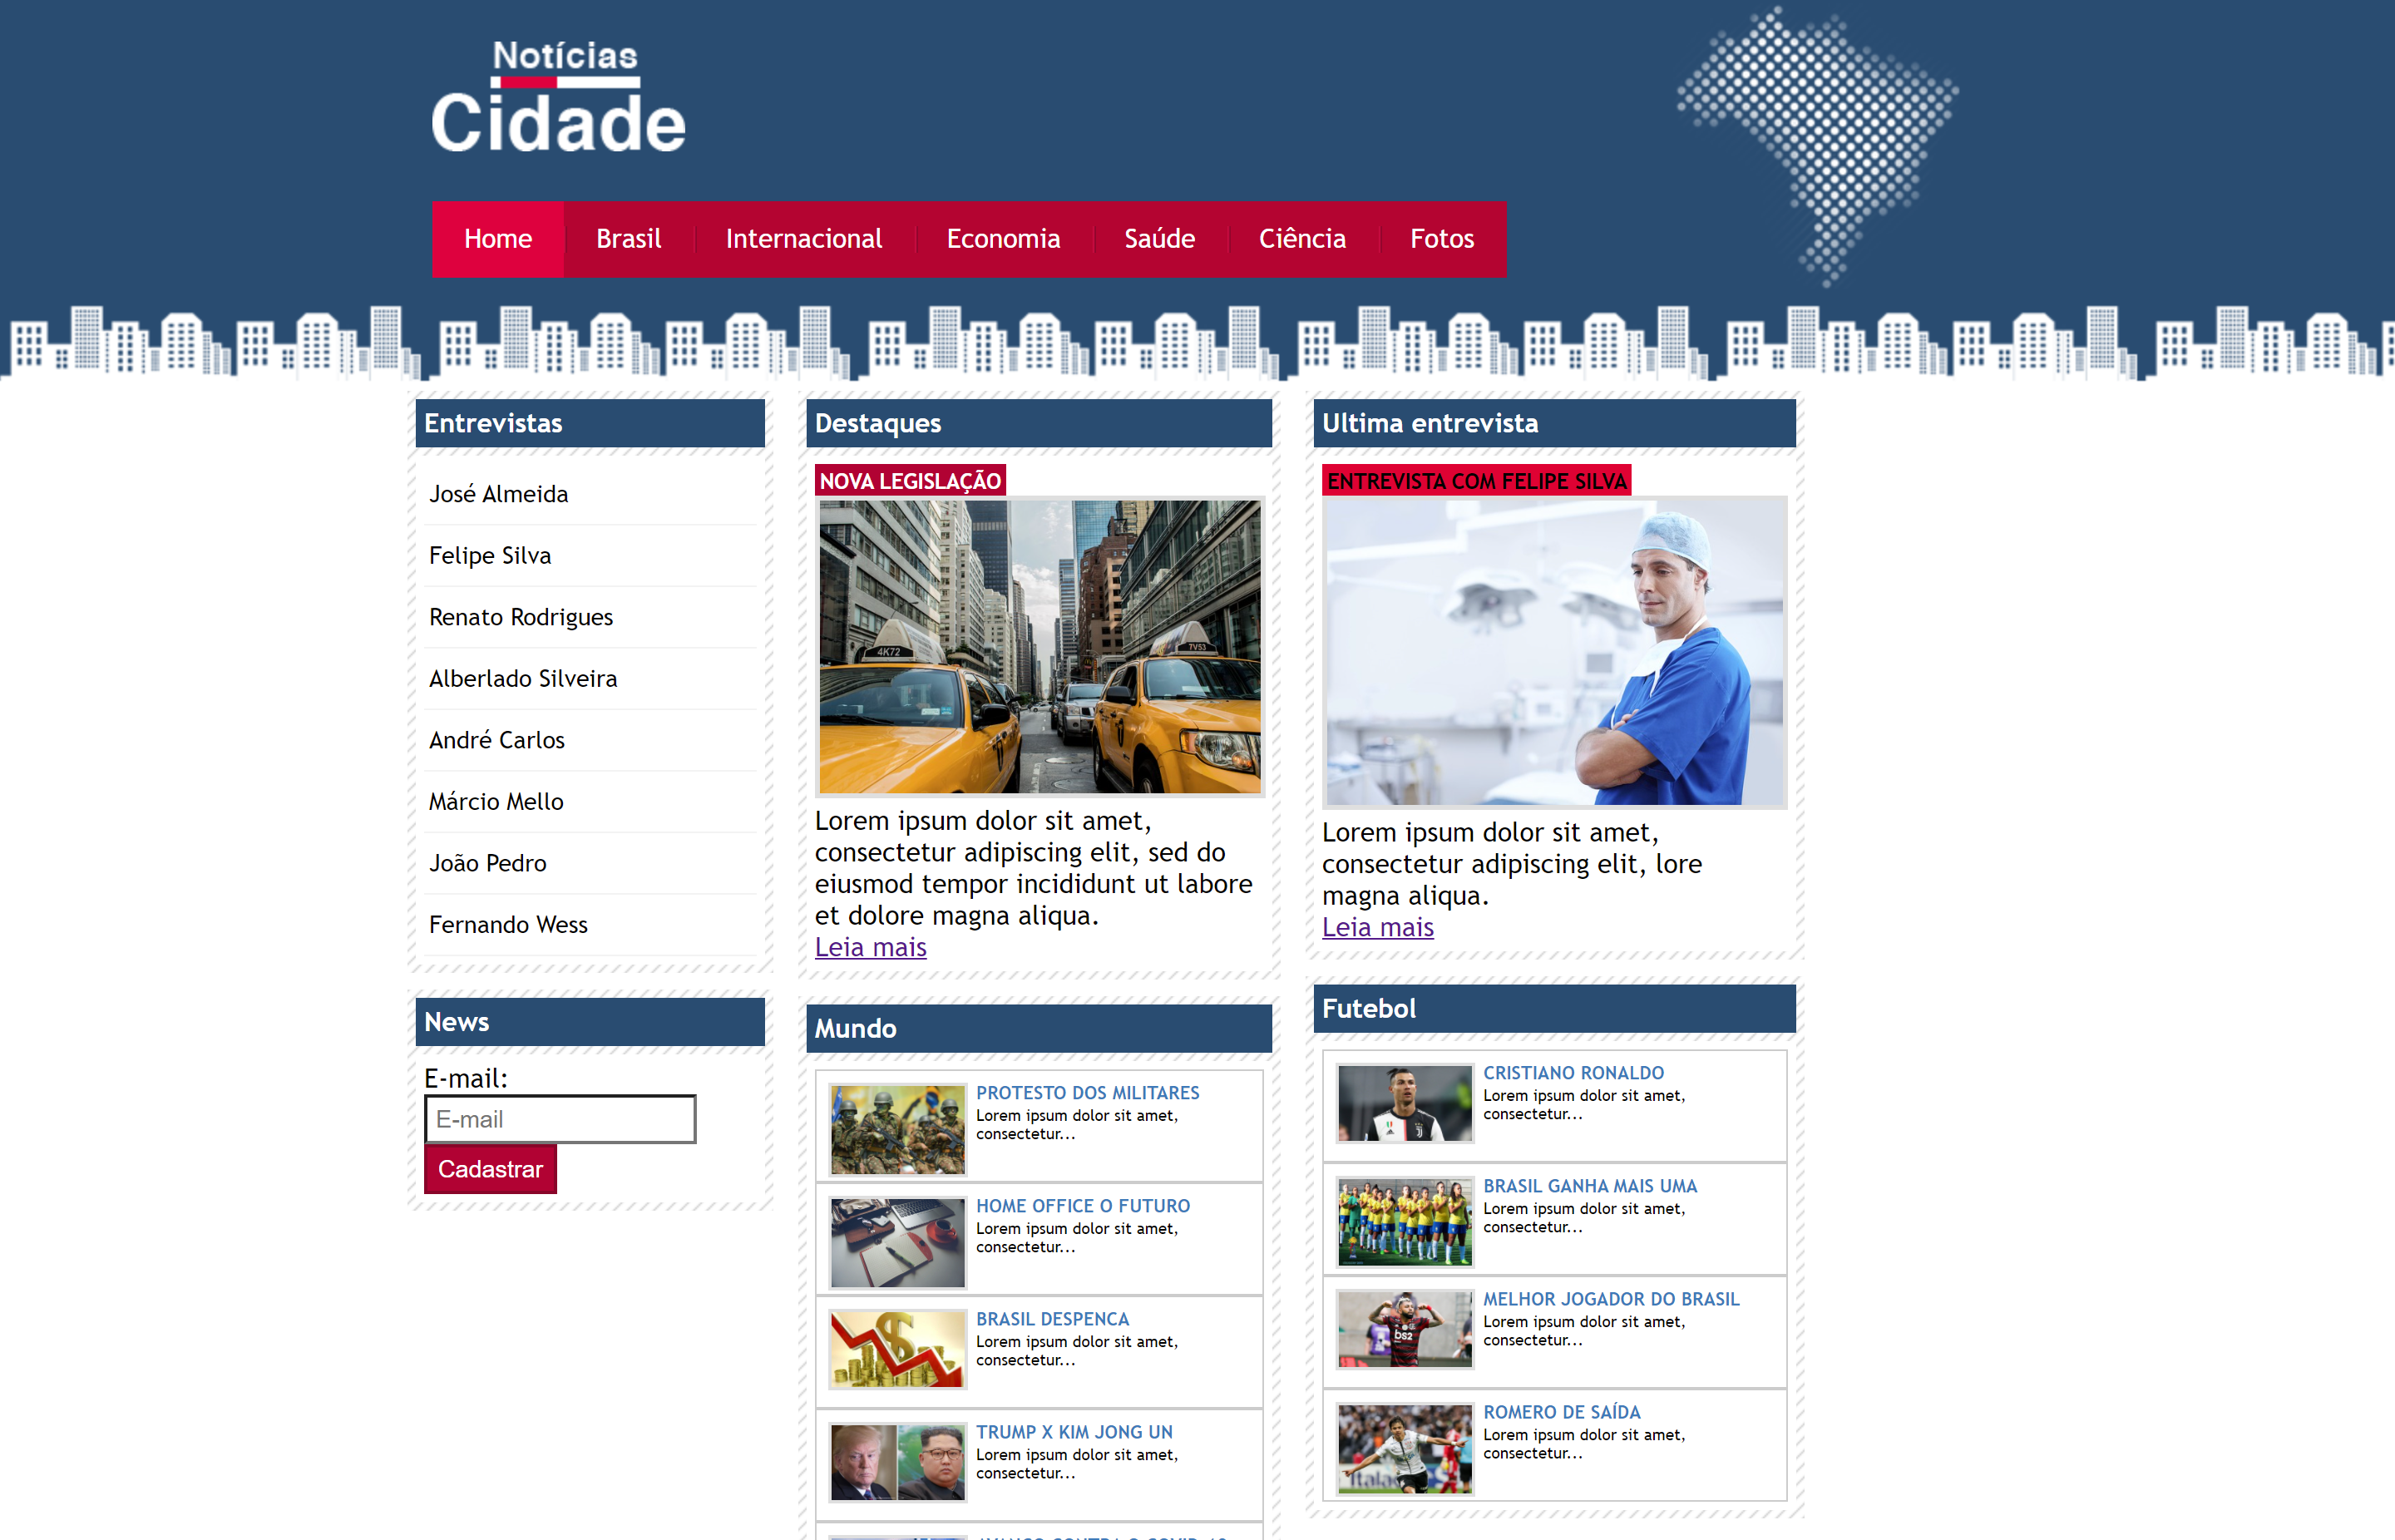 Notícias
Cidade
Home Brasil Internacional Economia Saúde Ciência Fotos
Entrevistas
José Almeida
Felipe Silva
Renato Rodrigues
Alberlado Silveira
André Carlos
Márcio Mello
João Pedro
Fernando Wess
News
E-mail:
E-mail
Cadastrar
Destaques
NOVA LEGISLAÇÃO
4K72
7V53
Lorem ipsum dolor sit amet,
consectetur adipiscing elit, sed do
eiusmod tempor incididunt ut labore
et dolore magna aliqua.
Leia mais
Mundo
PROTESTO DOS MILITARES
Lorem ipsum dolor sit amet,
consectetur...
HOME OFFICE O FUTURO
Lorem ipsum dolor sit amet,
consectetur...
BRASIL DESPENCA
Lorem ipsum dolor sit amet,
consectetur...
TRUMP X KIM JONG UN
Lorem ipsum dolor sit amet,
consectetur...
Ultima entrevista
ENTREVISTA COM FELIPE SILVA
Lorem ipsum dolor sit amet,
consectetur adipiscing elit, lore
magna aliqua.
Leia mais
Futebol
CRISTIANO RONALDO
Lorem ipsum dolor sit amet,
consectetur...
BRASIL GANHA MAIS UMA
Lorem ipsum dolor sit amet,
consectetur...
MELHOR JOGADOR DO BRASIL
bs2
Lorem ipsum dolor sit amet,
consectetur...
ROMERO DE SAÍDA
Lorem ipsum dolor sit amet,
consectetur...